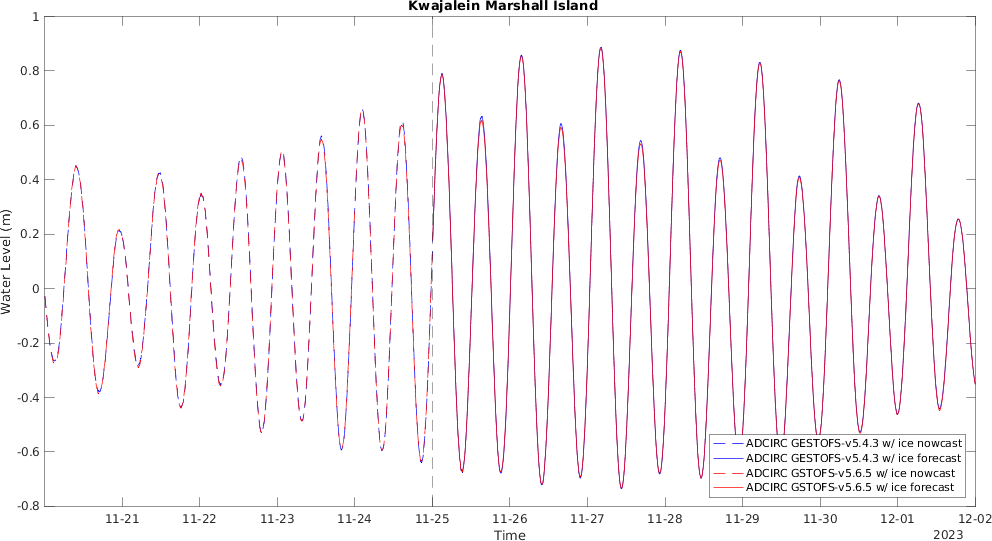 Kwajalein Marshall Island
1
0.8
0.6
0.4
0.2
0
-0.2
-0.4
-0.6
-0.8
Water Level (m)
11-21 11-22 11-23 11-24 11-25 11-26 11-27 11-28 11-29 11-30 12-01 12-02
Time
2023
ADCIRC GESTOFS-v5.4.3 w/ ice nowcast
ADCIRC GESTOFS-v5.4.3 w/ ice forecast
ADCIRC GSTOFS-v5.6.5 w/ ice nowcast
ADCIRC GSTOFS-v5.6.5 w/ ice forecast